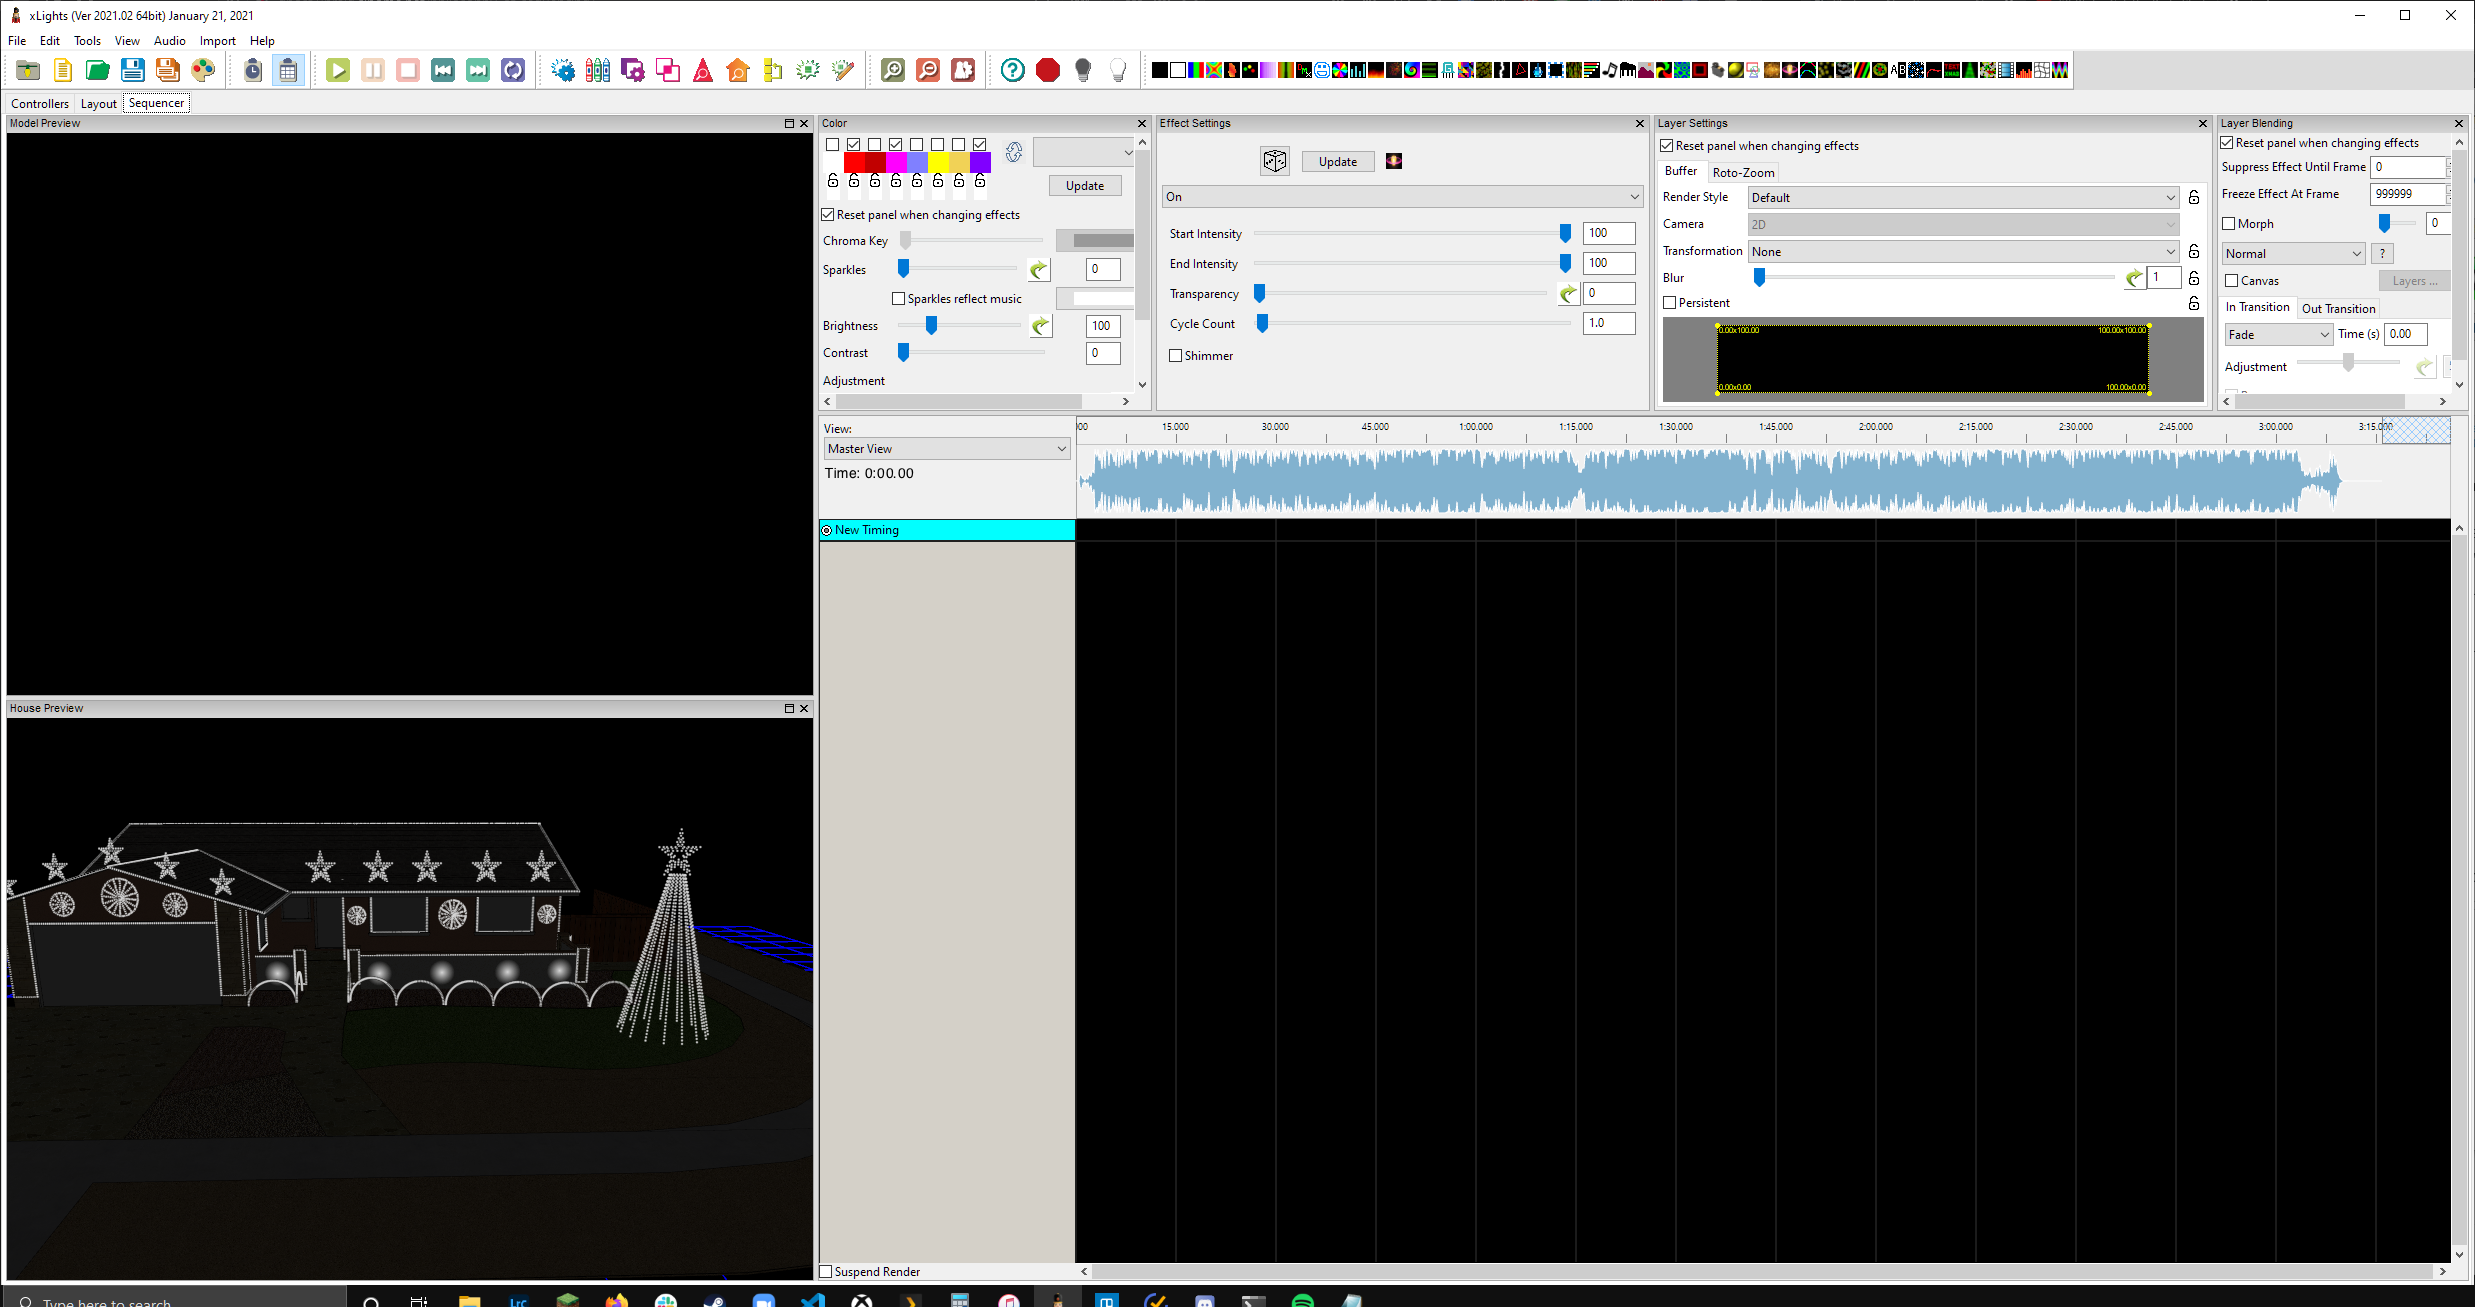 xLights (Ver 2021.02 64bit) January 21, 2021
File Edit Tools View Audio Import Help
Controllers Layout Sequencer
Model Preview
Color
Update
Reset panel when changing effects
Chroma Key
Sparkles 0
Sparkles reflect music
Brightness 100
Contrast 0
Adjustment
Effect Settings
Update
On
Start Intensity 100
End Intensity 100
Transparency 0
Cycle Count 1.0
Shimmer
Layer Settings
Reset panel when changing effects
Buffer Roto-Zoom
Render Style Default
Camera 2D
Transformation None
Blur 1
Persistent
0.00x100.00 100.00x100.00
0.00x0.00 100.00x0.00
Layer Blending
Reset panel when changing effects
Suppress Effect Until Frame 0
Freeze Effect At Frame 999999
Morph 0
Normal ?
Canvas Layers ...
In Transition Out Transition
Fade Time (s) 0.00
Adjustment
View:
Master View
Time: 0:00.00
15.000 30.000 45.000 1:00.000 1:15.000 1:30.000 1:45.000 2:00.000 2:15.000 2:30.000 2:45.000 3:00.000 3:15.000
New Timing
House Preview
Suspend Render
Type here to search